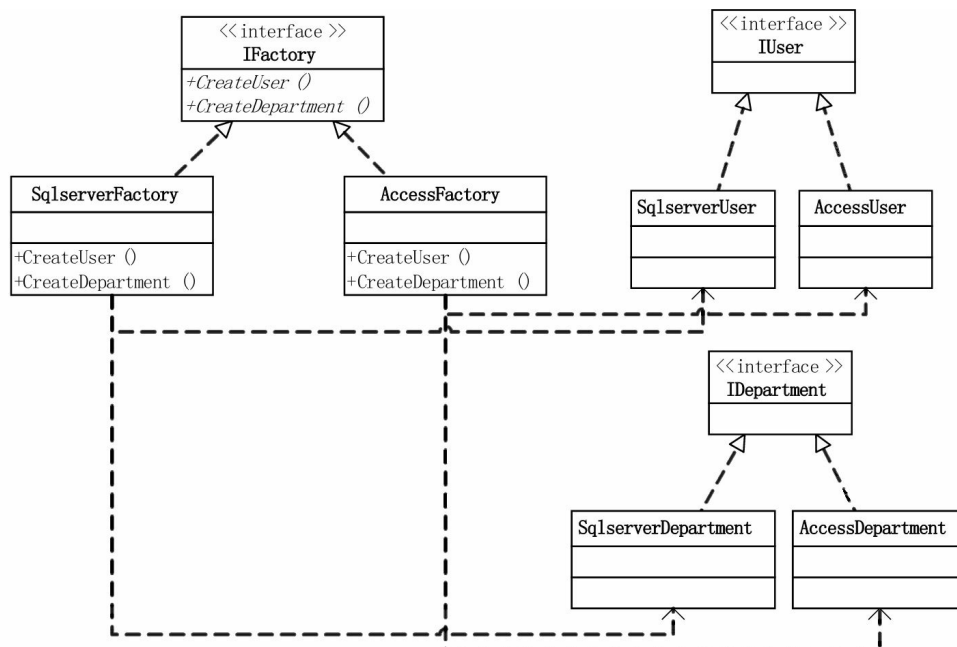 <<interface>>
IFactory
+CreateUser ()
+CreateDepartment ()
<<interface>>
IUser
SqlserverFactory
+CreateUser ()
+CreateDepartment ()
AccessFactory
+CreateUser ()
+CreateDepartment ()
SqlserverUser
AccessUser
<<interface>>
IDepartment
SqlserverDepartment
AccessDepartment